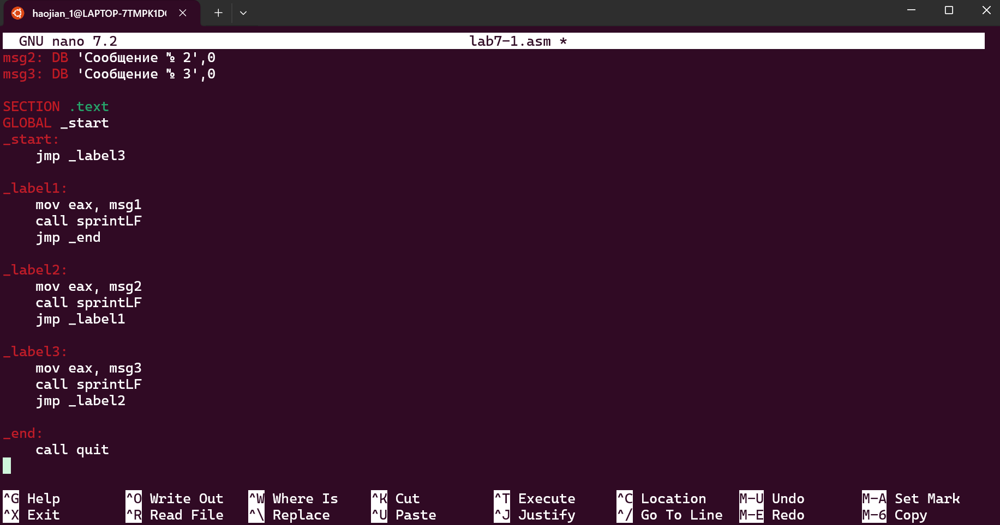 haojian_1@LAPTOP-7TMPK1D
GNU nano 7.2 lab7-1.asm *
msg2: DB 'Сообщение № 2',0
msg3: DB 'Сообщение № 3',0
SECTION .text
GLOBAL _start
_start:
    jmp _label3
_label1:
    mov eax, msg1
    call sprintLF
    jmp _end
_label2:
    mov eax, msg2
    call sprintLF
    jmp _label1
_label3:
    mov eax, msg3
    call sprintLF
    jmp _label2
_end:
    call quit
^G Help ^O Write Out ^W Where Is ^K Cut ^T Execute ^C Location M-U Undo M-A Set Mark
^X Exit ^R Read File ^\ Replace ^U Paste ^J Justify ^/ Go To Line M-E Redo M-6 Copy